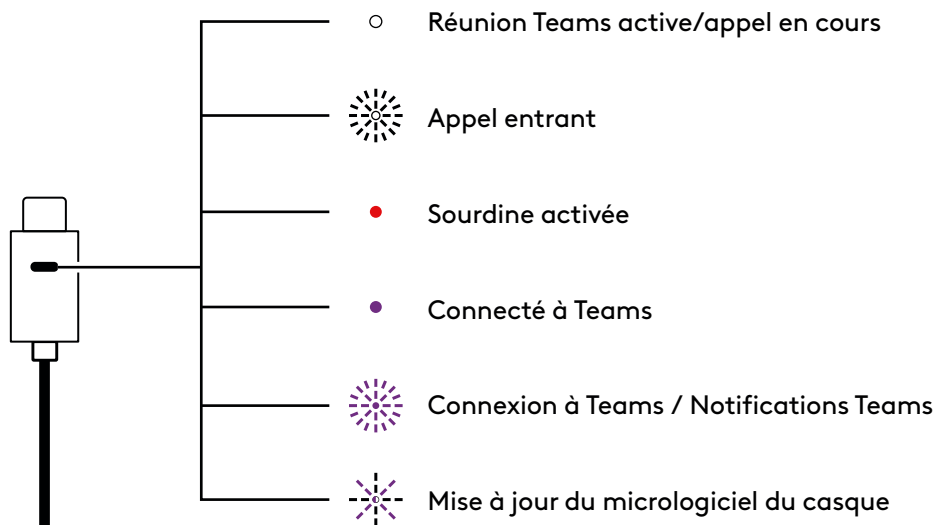 Réunion Teams active/appel en cours
Appel entrant
Sourdine activée
Connecté à Teams
Connexion à Teams / Notifications Teams
Mise à jour du micrologiciel du casque